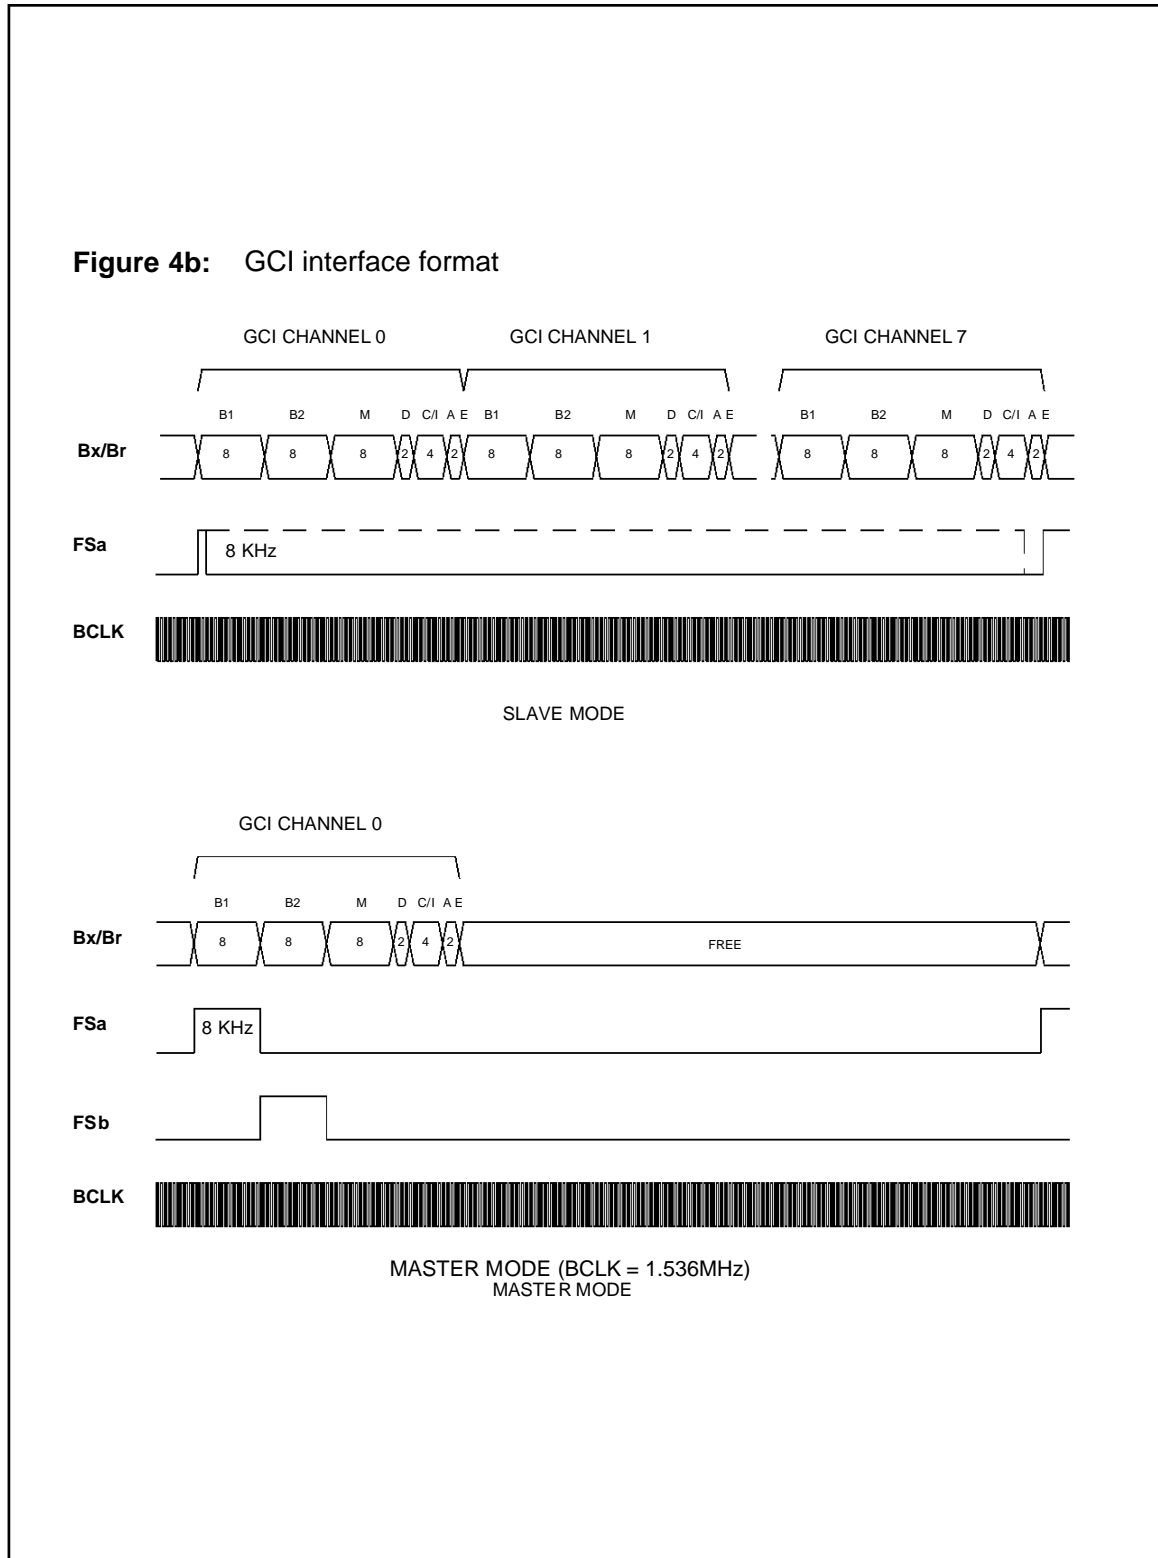 Figure 4b: GCI interface format
GCI CHANNEL 0 GCI CHANNEL 1 GCI CHANNEL 7
B1 B2 M D C/I A E B1 B2 M D C/I A E B1 B2 M D C/I A E
Bx/Br 8 8 8 2 4 2 8 8 8 2 4 2 8 8 8 2 4 2
FSa 8 KHz
BCLK
SLAVE MODE
GCI CHANNEL 0
B1 B2 M D C/I A E
Bx/Br 8 8 8 2 4 2 FREE
FSa 8 KHz
FSb
BCLK
MASTER MODE (BCLK = 1.536MHz)
MASTER MODE